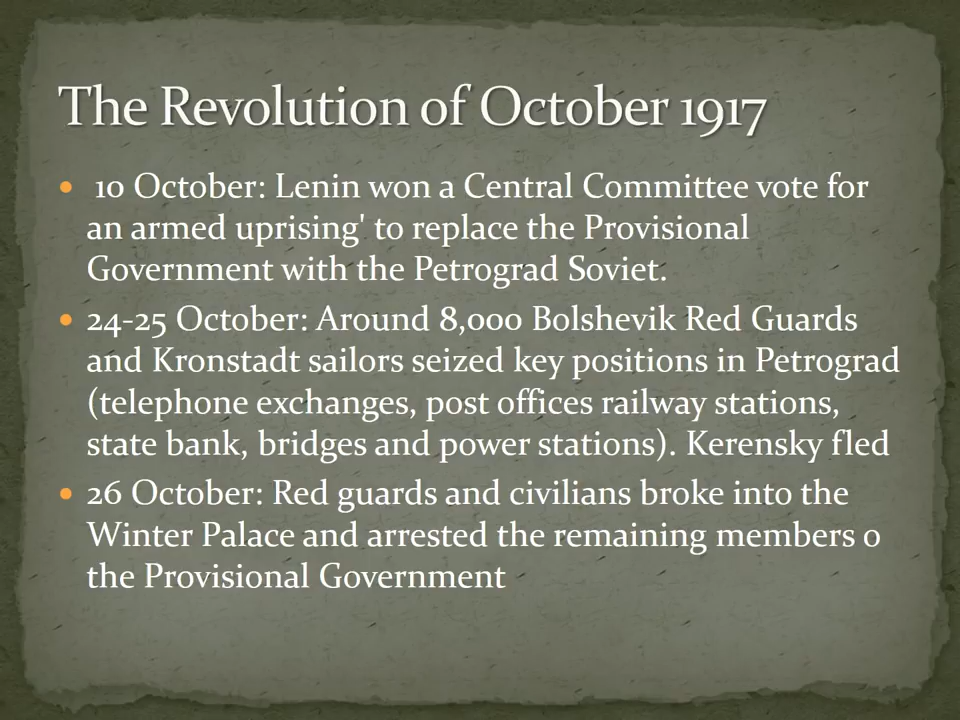 The Revolution of October 1917
10 October: Lenin won a Central Committee vote for
an armed uprising' to replace the Provisional
Government with the Petrograd Soviet.
24-25 October: Around 8,000 Bolshevik Red Guards
and Kronstadt sailors seized key positions in Petrograd
(telephone exchanges, post offices railway stations,
state bank, bridges and power stations). Kerensky fled
26 October: Red guards and civilians broke into the
Winter Palace and arrested the remaining members o
the Provisional Government